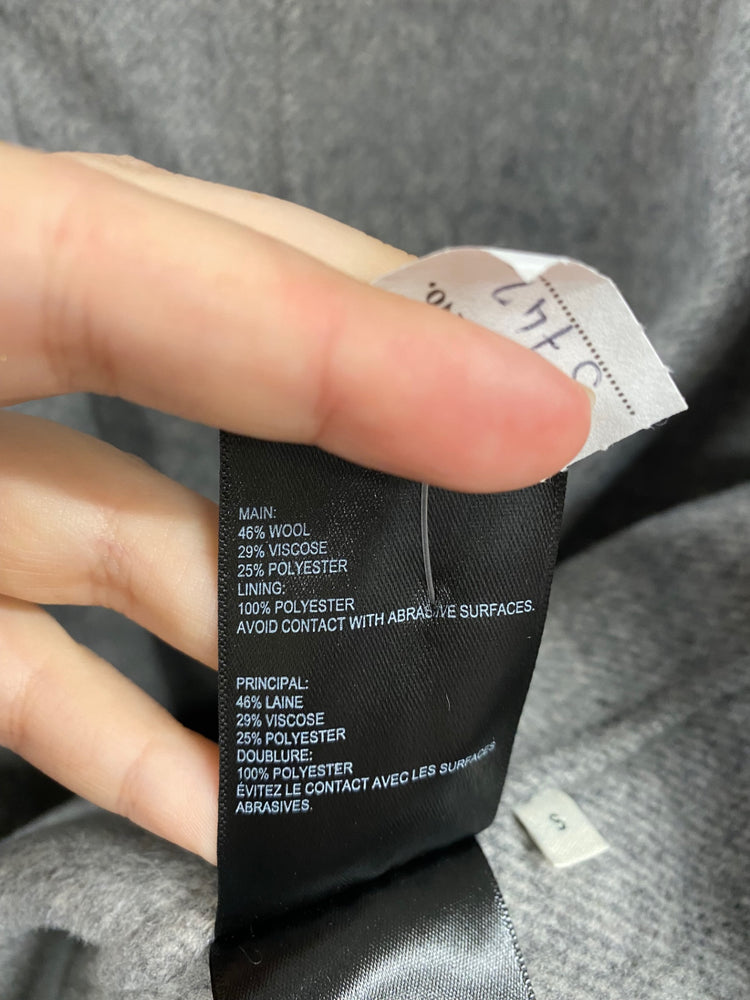 No.
MAIN:
46% WOOL
29% VISCOSE
25% POLYESTER
LINING:
100% POLYESTER
AVOID CONTACT WITH ABRASIVE SURFACES.
PRINCIPAL:
46% LAINE
29% VISCOSE
25% POLYESTER
DOUBLURE:
100% POLYESTER
ÉVITEZ LE CONTACT AVEC LES SURFACES
ABRASIVES.
S